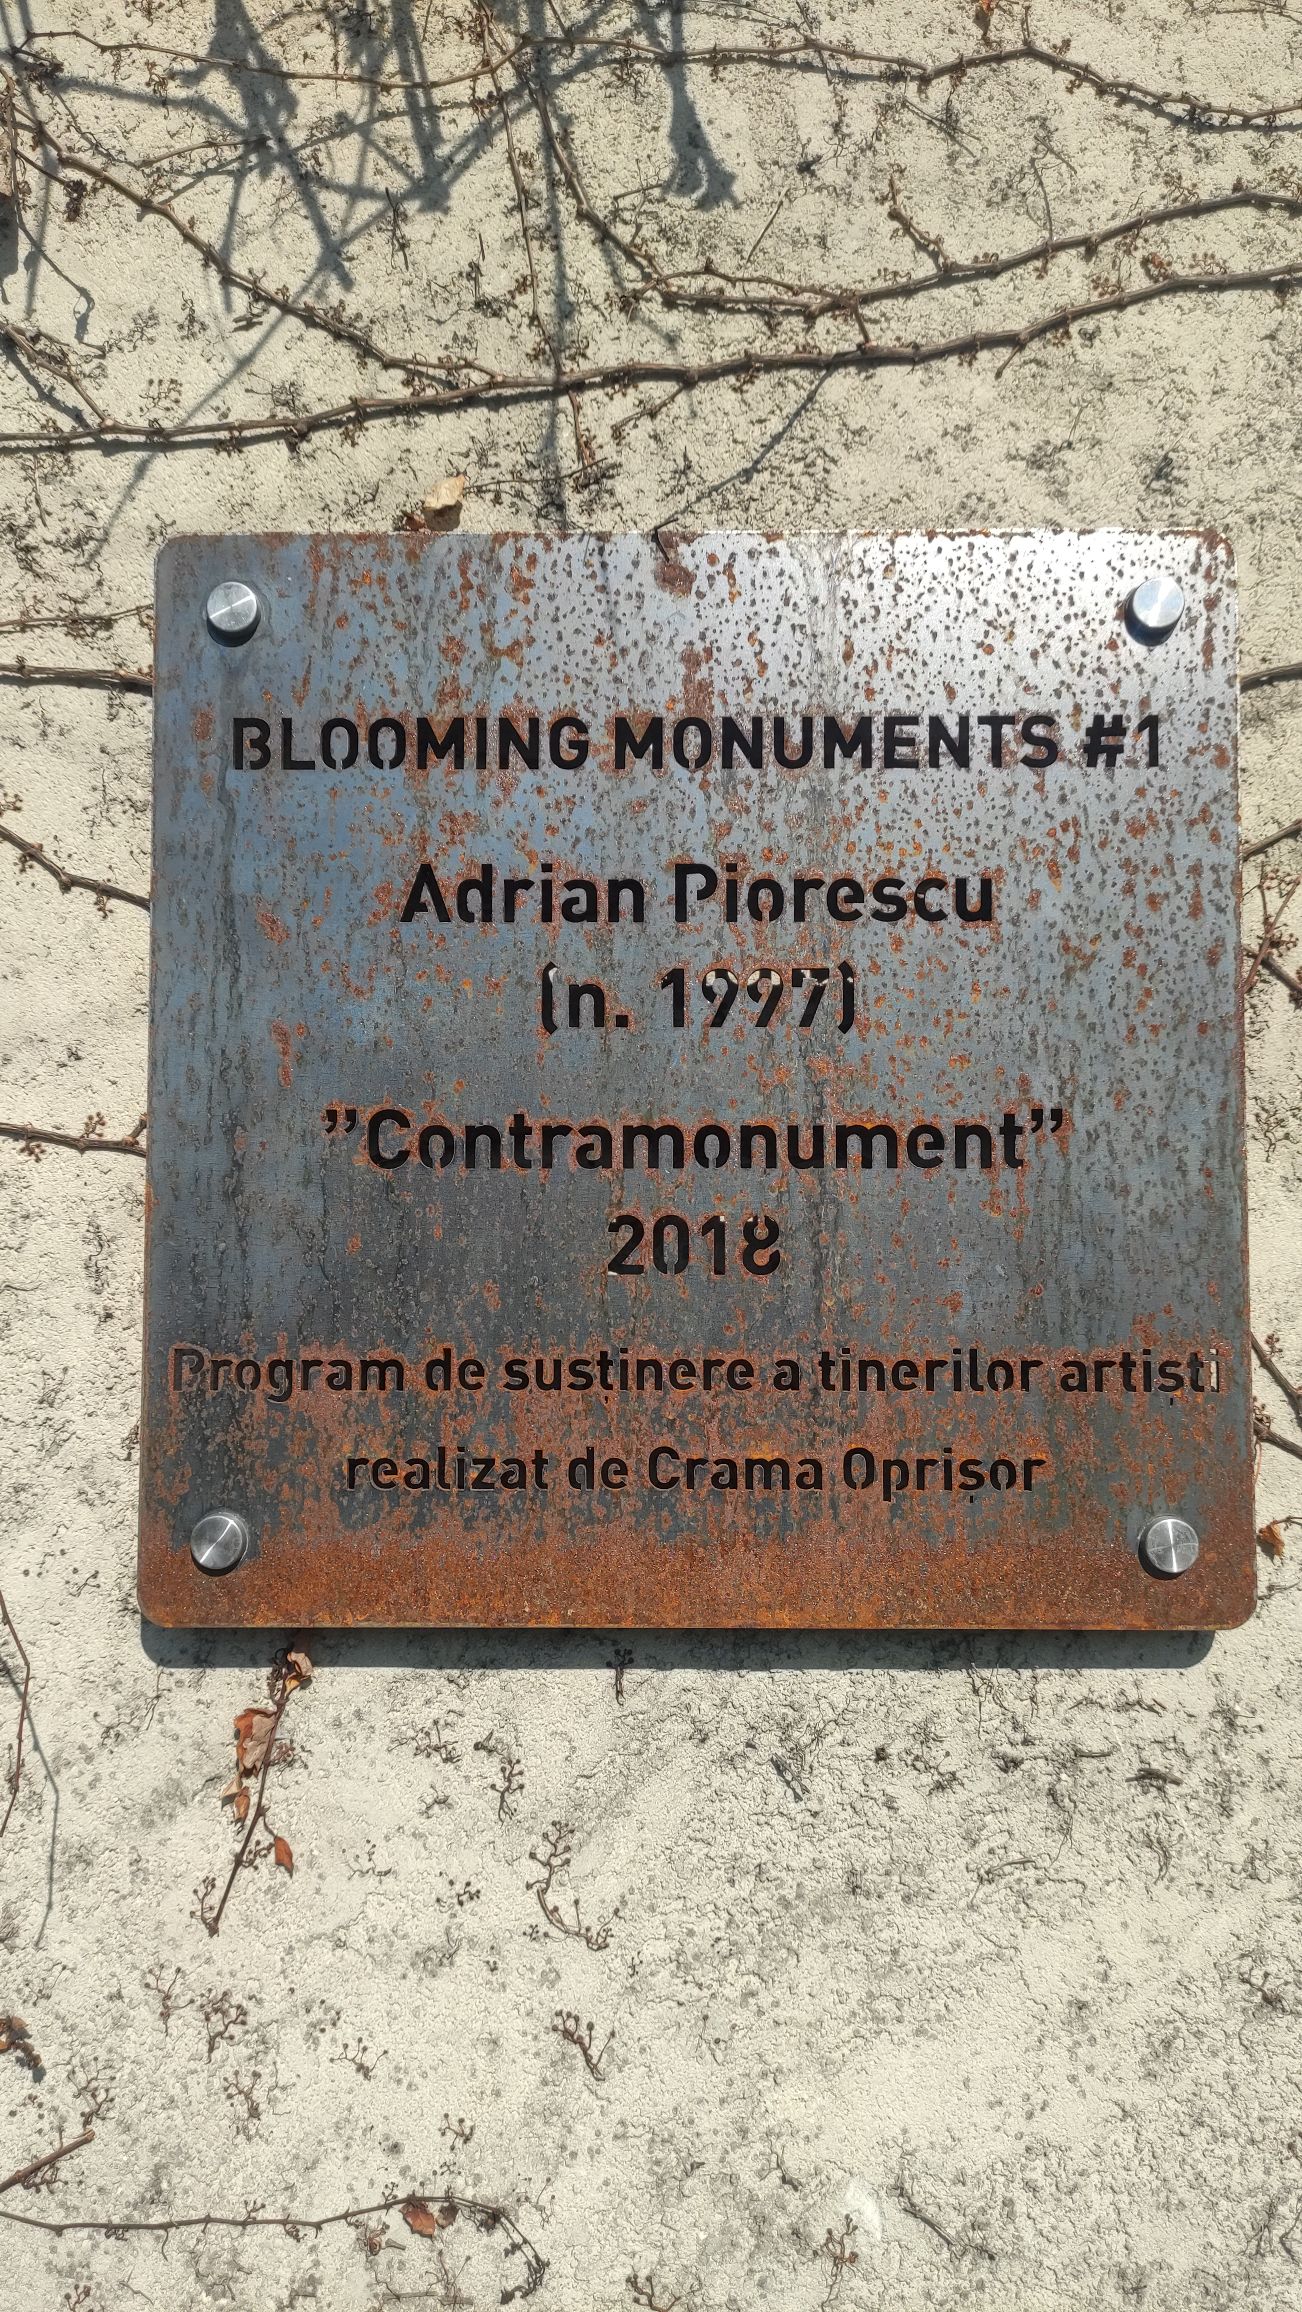 BLOOMING MONUMENTS #1
Adrian Piorescu
(n. 1997)
”Contramonument”
2018
Program de susținere a tinerilor artiști
realizat de Crama Oprișor